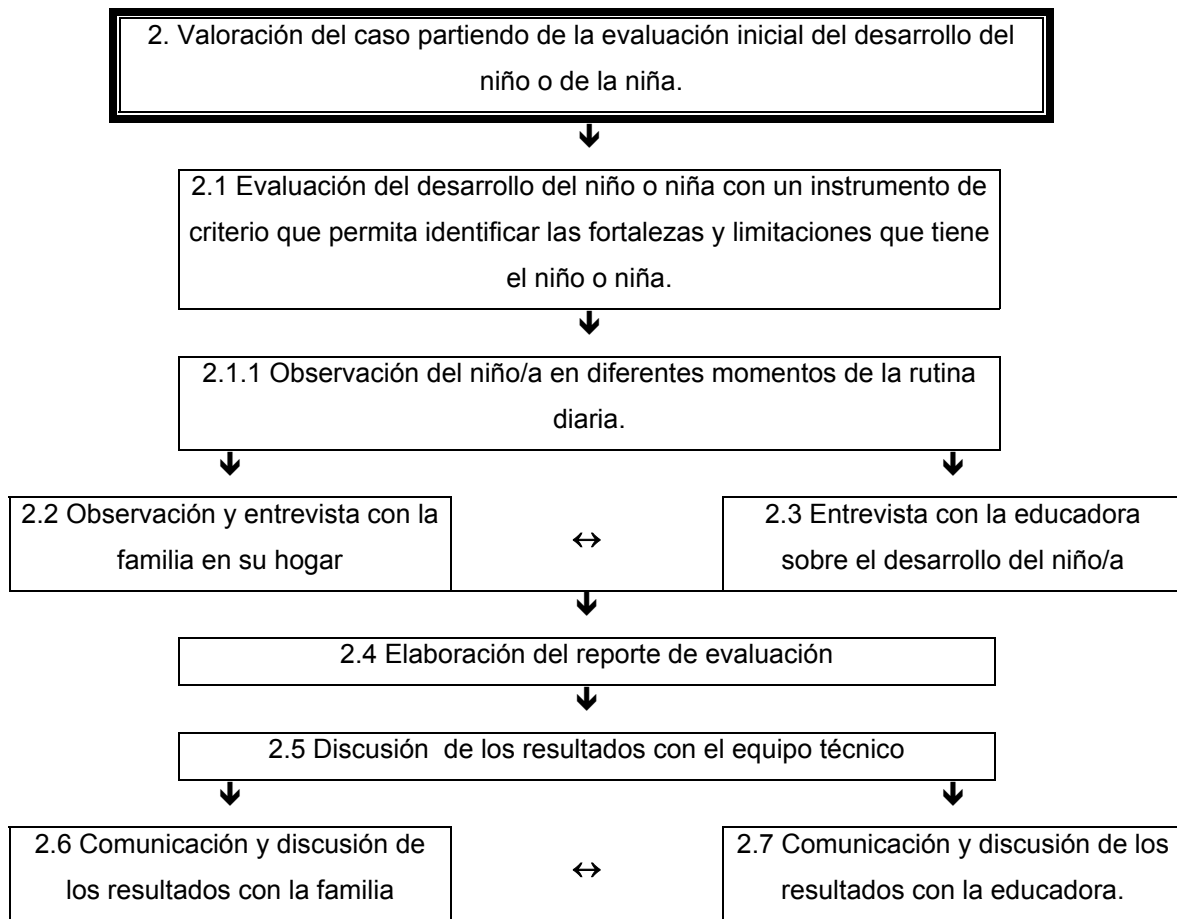 2. Valoración del caso partiendo de la evaluación inicial del desarrollo del
niño o de la niña.
2.1 Evaluación del desarrollo del niño o niña con un instrumento de
criterio que permita identificar las fortalezas y limitaciones que tiene
el niño o niña.
2.1.1 Observación del niño/a en diferentes momentos de la rutina
diaria.
2.2 Observación y entrevista con la
familia en su hogar
2.3 Entrevista con la educadora
sobre el desarrollo del niño/a
2.4 Elaboración del reporte de evaluación
2.5 Discusión de los resultados con el equipo técnico
2.6 Comunicación y discusión de
los resultados con la familia
2.7 Comunicación y discusión de los
resultados con la educadora.